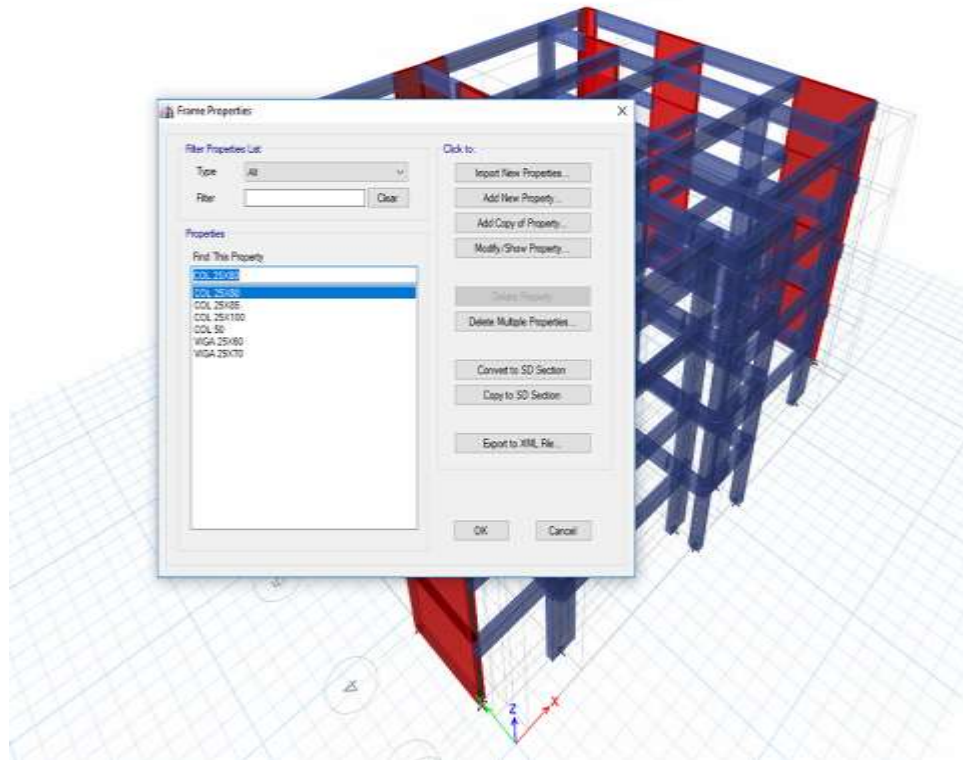 Frame Properties
Filter Properties List
Type
All
Filter
Clear
Properties
Find This Property
COL 25X80
COL 25X80
COL 25X85
COL 25X100
COL 50
VIGA 25X60
VIGA 25X70
Click to:
Import New Properties...
Add New Property...
Add Copy of Property...
Modify/Show Property...
Delete Property
Delete Multiple Properties...
Convert to SD Section
Copy to SD Section
Export to XML File...
OK
Cancel
Z
X